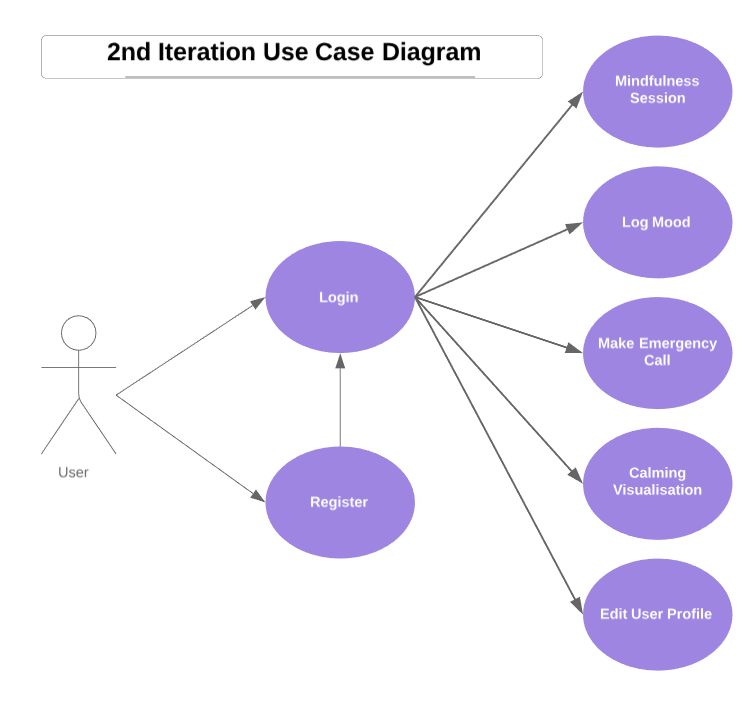 2nd Iteration Use Case Diagram
Mindfulness
Session
Log Mood
Login
Make Emergency
Call
User
Calming
Visualisation
Register
Edit User Profile